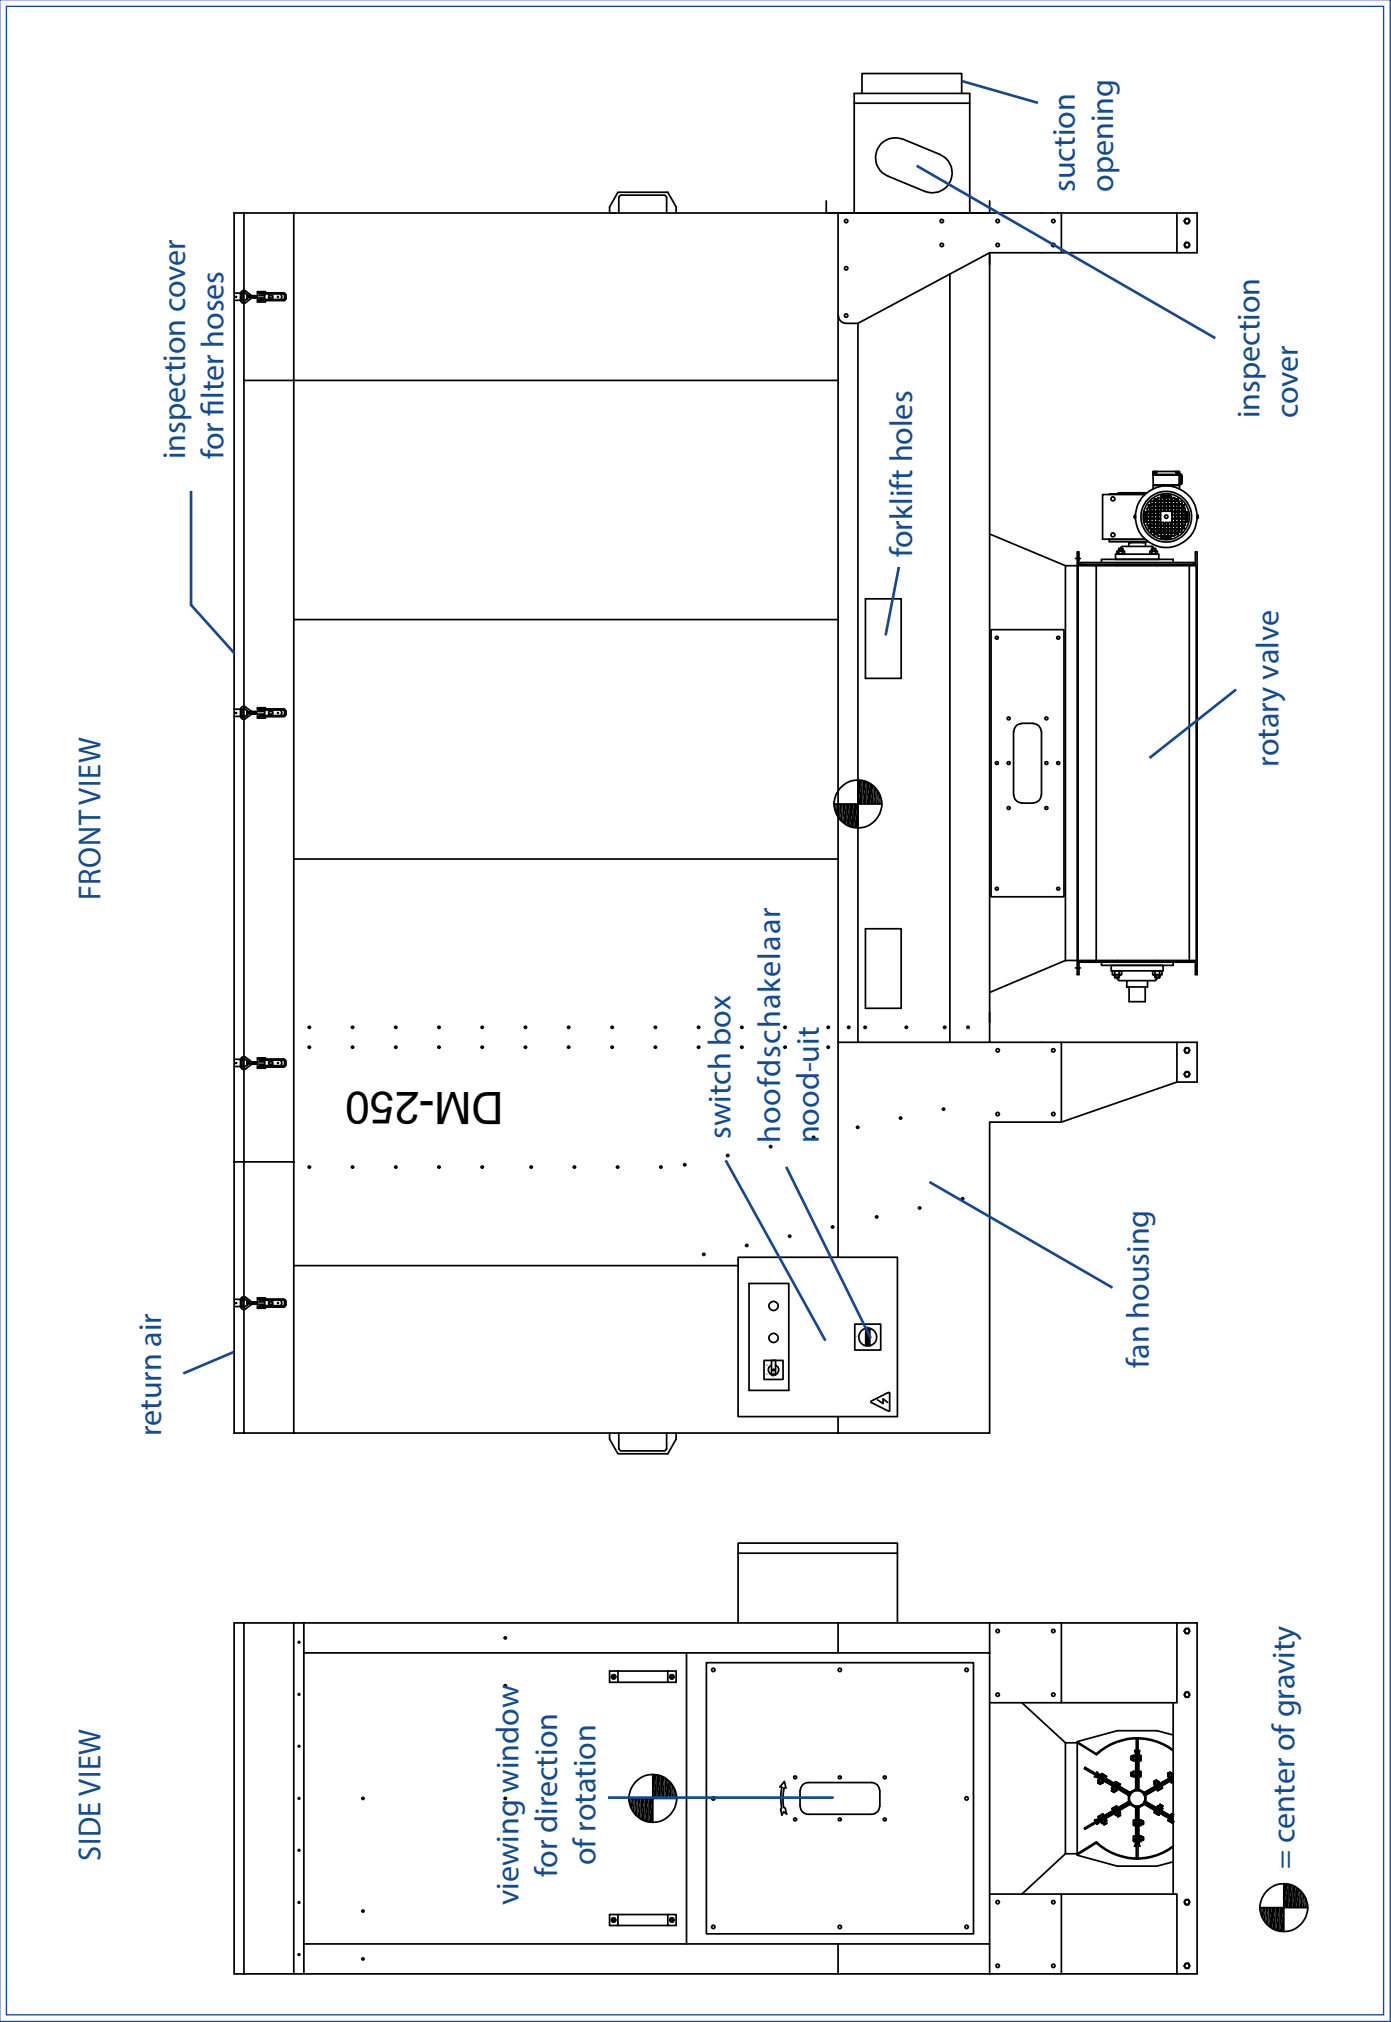 SIDE VIEW
FRONT VIEW
return air
inspection cover
for filter hoses
DM-250
viewing window
for direction
of rotation
switch box
hoofdschakelaar
nood-uit
forklift holes
suction
opening
fan housing
rotary valve
inspection
cover
= center of gravity